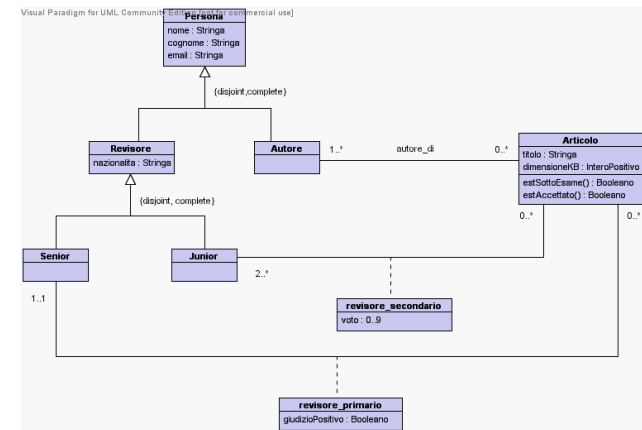 Visual Paradigm for UML Community Edition [not for commercial use]
Persona
nome : Stringa
cognome : Stringa
email : Stringa
{disjoint,complete}
Revisore
nazionalita : Stringa
Autore
1..*
autore_di
0..*
Articolo
titolo : Stringa
dimensioneKB : InteroPositivo
estSottoEsame() : Booleano
estAccettato() : Booleano
{disjoint, complete}
0..*
0..*
Senior
Junior
2..*
1..1
revisore_secondario
voto : 0..9
revisore_primario
giudizioPositivo : Booleano